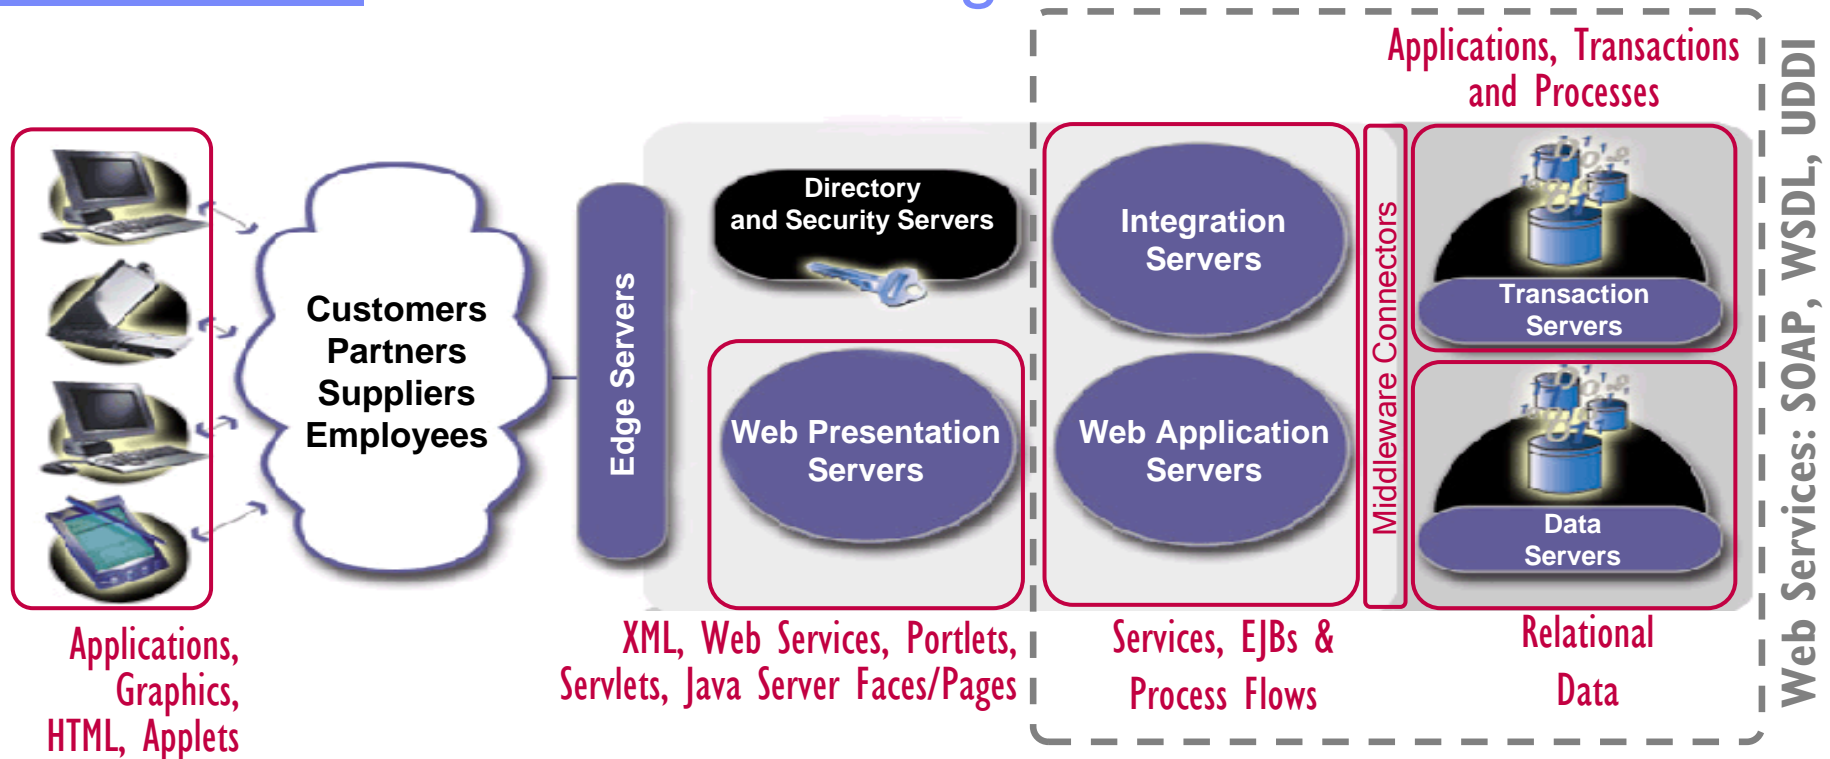 Applications, Transactions
and Processes
Directory
and Security Servers
Integration
Servers
Transaction
Servers
Customers
Partners
Suppliers
Employees
Edge Servers
Web Presentation
Servers
Web Application
Servers
Middleware Connectors
Data
Servers
Web Services: SOAP, WSDL, UDDI
Applications,
Graphics,
HTML, Applets
XML, Web Services, Portlets,
Servlets, Java Server Faces/Pages
Services, EJBs &
Process Flows
Relational
Data